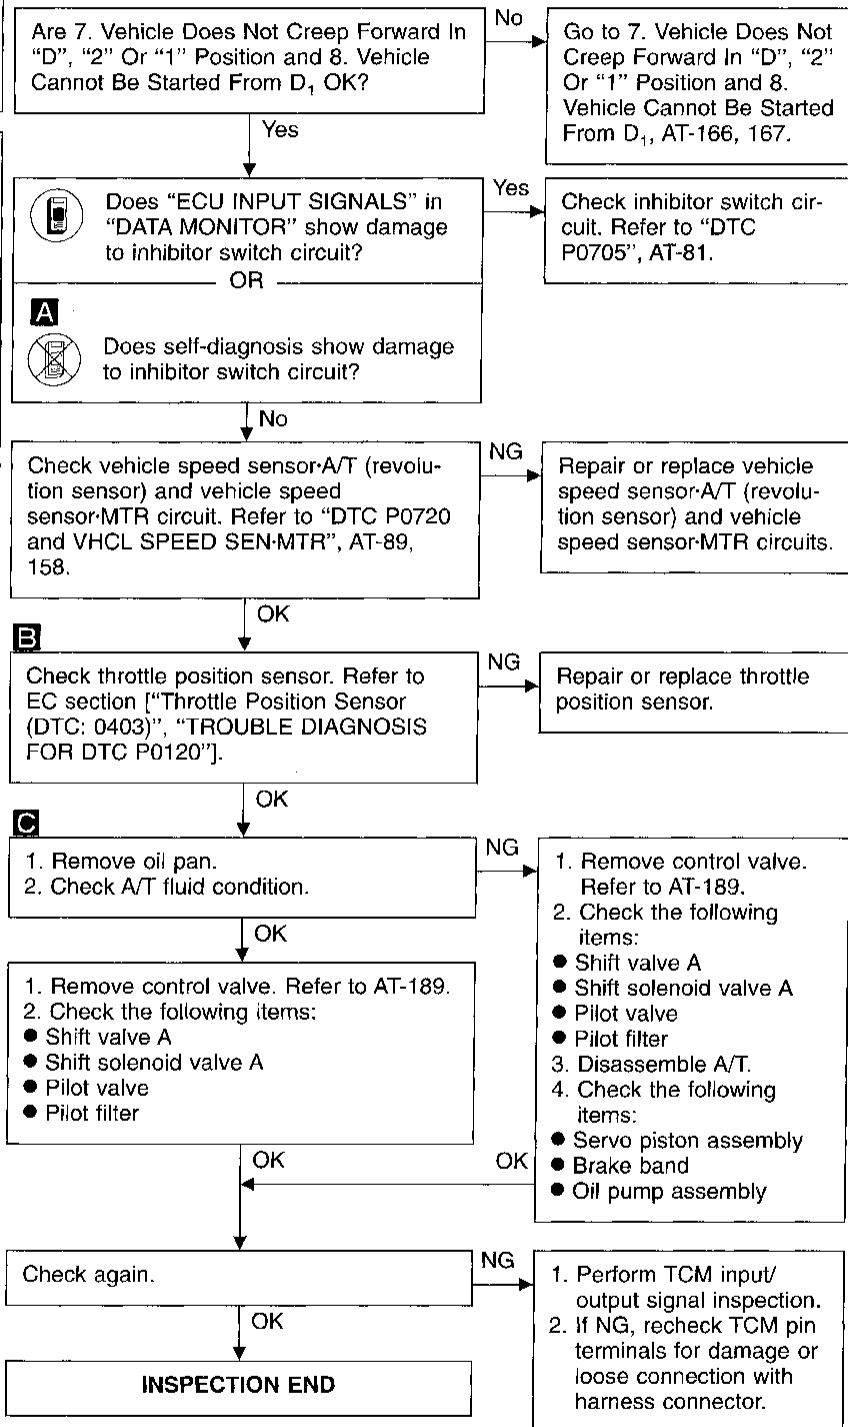 Are 7. Vehicle Does Not Creep Forward In
“D”, “2” Or “1” Position and 8. Vehicle
Cannot Be Started From D1 OK?
No
Go to 7. Vehicle Does Not
Creep Forward In “D”, “2”
Or “1” Position and 8.
Vehicle Cannot Be Started
From D1, AT-166, 167.
Yes
Does “ECU INPUT SIGNALS” in
“DATA MONITOR” show damage
to inhibitor switch circuit?
Yes
Check inhibitor switch cir-
cuit. Refer to “DTC
P0705”, AT-81.
OR
A
Does self-diagnosis show damage
to inhibitor switch circuit?
No
Check vehicle speed sensor·A/T (revolu-
tion sensor) and vehicle speed
sensor·MTR circuit. Refer to “DTC P0720
and VHCL SPEED SEN·MTR”, AT-89,
158.
NG
Repair or replace vehicle
speed sensor·A/T (revolu-
tion sensor) and vehicle
speed sensor·MTR circuits.
OK
B
Check throttle position sensor. Refer to
EC section [“Throttle Position Sensor
(DTC: 0403)”, “TROUBLE DIAGNOSIS
FOR DTC P0120”].
NG
Repair or replace throttle
position sensor.
OK
C
1. Remove oil pan.
2. Check A/T fluid condition.
NG
1. Remove control valve.
Refer to AT-189.
2. Check the following
items:
● Shift valve A
● Shift solenoid valve A
● Pilot valve
● Pilot filter
3. Disassemble A/T.
4. Check the following
items:
● Servo piston assembly
● Brake band
● Oil pump assembly
OK
1. Remove control valve. Refer to AT-189.
2. Check the following items:
● Shift valve A
● Shift solenoid valve A
● Pilot valve
● Pilot filter
OK
OK
Check again.
NG
1. Perform TCM input/
output signal inspection.
2. If NG, recheck TCM pin
terminals for damage or
loose connection with
harness connector.
OK
INSPECTION END